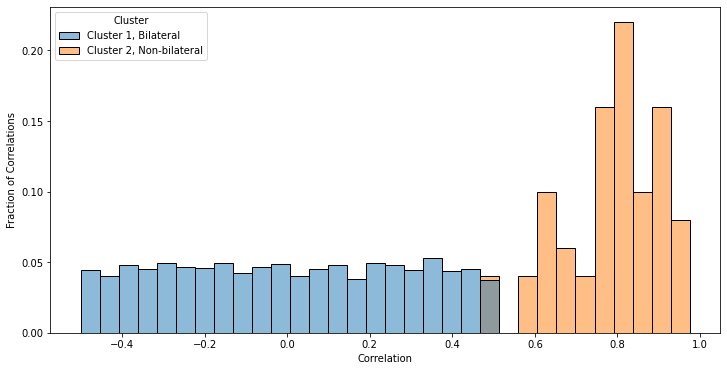 Cluster
Cluster 1, Bilateral
Cluster 2, Non-bilateral
Fraction of Correlations
0.20
0.15
0.10
0.05
0.00
−0.4
−0.2
0.0
0.2
0.4
0.6
0.8
1.0
Correlation